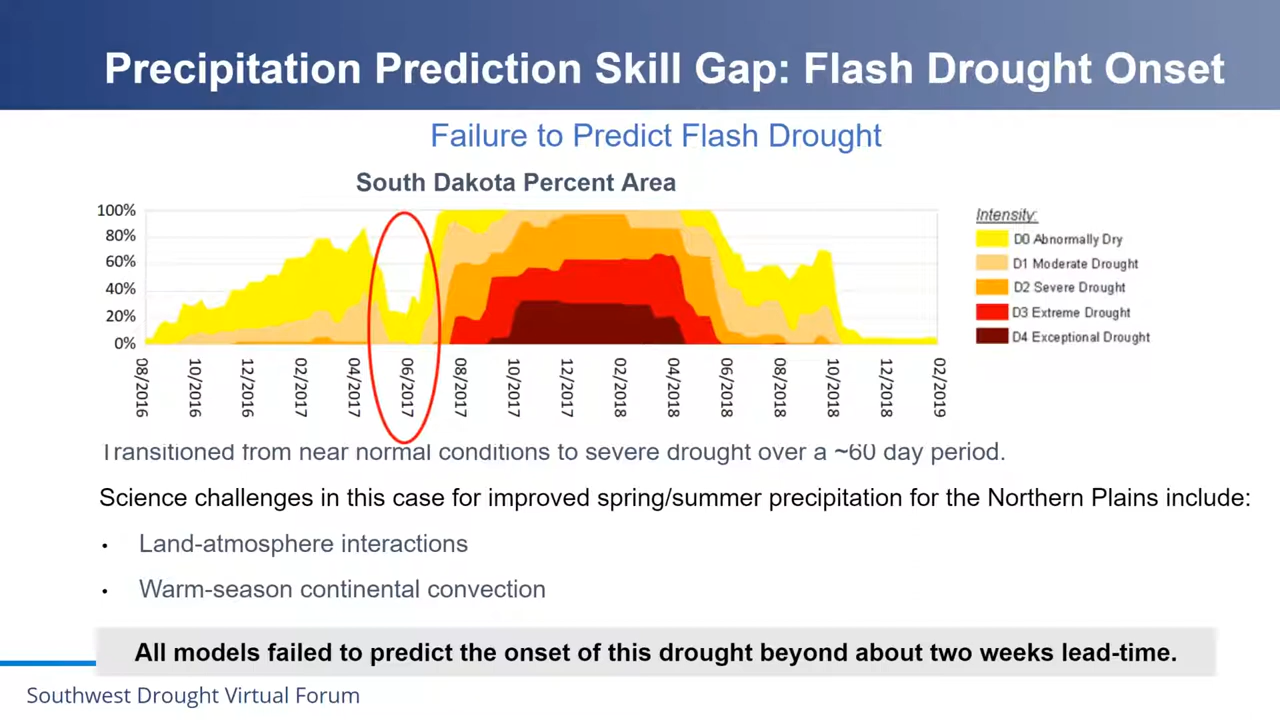 Precipitation Prediction Skill Gap: Flash Drought Onset
Failure to Predict Flash Drought
South Dakota Percent Area
100%
80%
60%
40%
20%
0%
08/2016
10/2016
12/2016
02/2017
04/2017
06/2017
08/2017
10/2017
12/2017
02/2018
04/2018
06/2018
08/2018
10/2018
12/2018
02/2019
Intensity:
D0 Abnormally Dry
D1 Moderate Drought
D2 Severe Drought
D3 Extreme Drought
D4 Exceptional Drought
Transitioned from near normal conditions to severe drought over a ~60 day period.
Science challenges in this case for improved spring/summer precipitation for the Northern Plains include:
• Land-atmosphere interactions
• Warm-season continental convection
All models failed to predict the onset of this drought beyond about two weeks lead-time.
Southwest Drought Virtual Forum